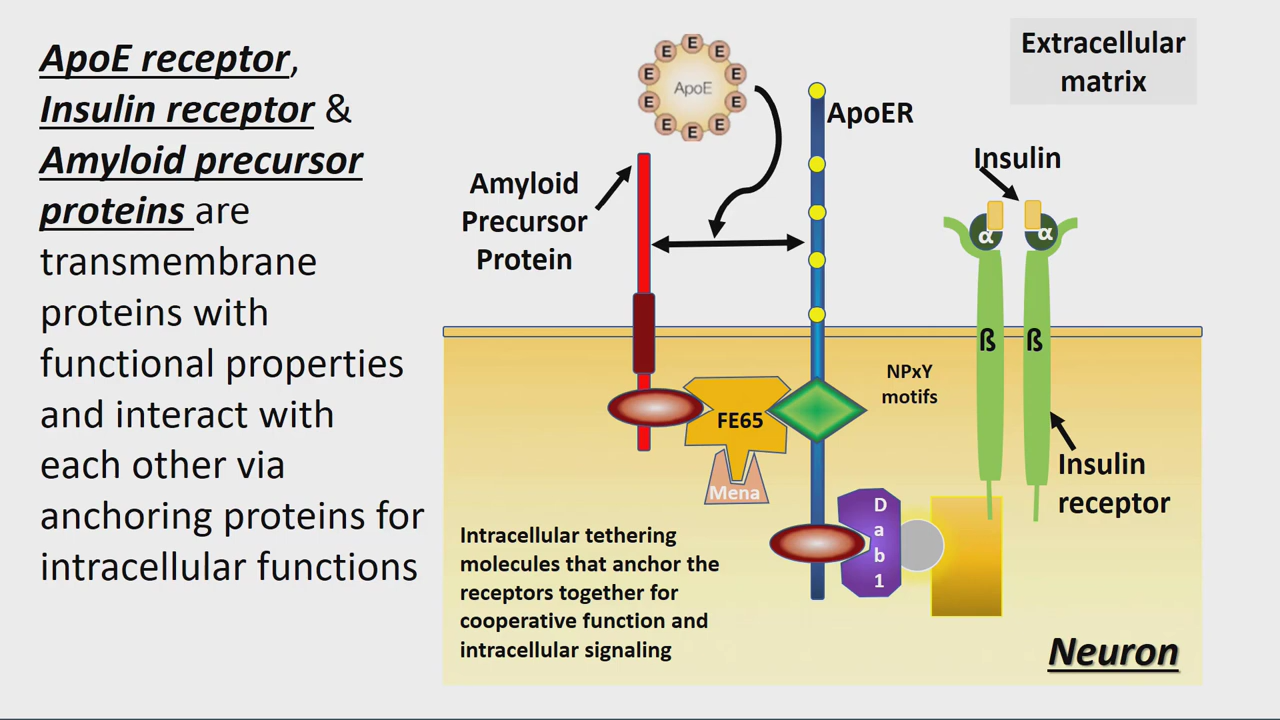 ApoE receptor,
Insulin receptor &
Amyloid precursor
proteins are
transmembrane
proteins with
functional properties
and interact with
each other via
anchoring proteins for
intracellular functions
E
E
E
E
E
E
E
E
E
E
ApoE
ApoER
Extracellular
matrix
Amyloid
Precursor
Protein
Insulin
α
α
ß
ß
NPxY
motifs
FE65
Mena
Insulin
receptor
D
a
b
1
Intracellular tethering
molecules that anchor the
receptors together for
cooperative function and
intracellular signaling
Neuron